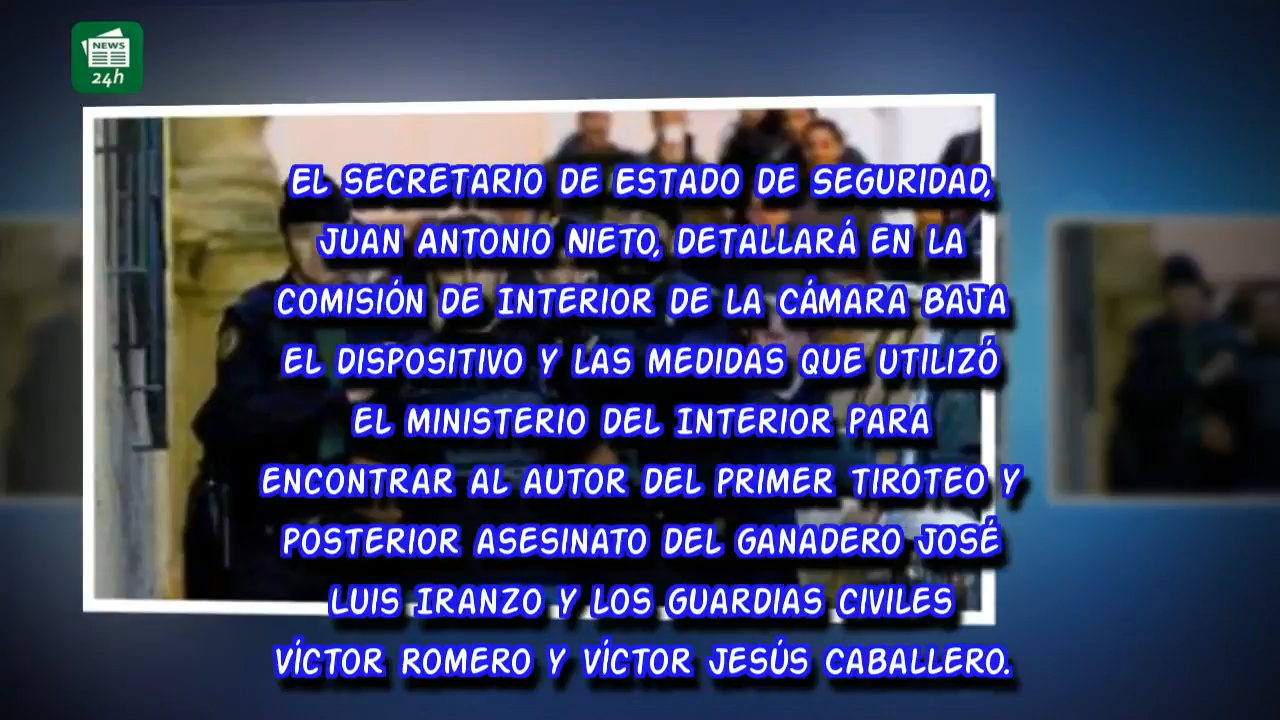 NEWS
24h
EL SECRETARIO DE ESTADO DE SEGURIDAD,
JUAN ANTONIO NIETO, DETALLARÁ EN LA
COMISIÓN DE INTERIOR DE LA CÁMARA BAJA
EL DISPOSITIVO Y LAS MEDIDAS QUE UTILIZÓ
EL MINISTERIO DEL INTERIOR PARA
ENCONTRAR AL AUTOR DEL PRIMER TIROTEO Y
POSTERIOR ASESINATO DEL GANADERO JOSÉ
LUIS IRANZO Y LOS GUARDIAS CIVILES
VÍCTOR ROMERO Y VÍCTOR JESÚS CABALLERO.